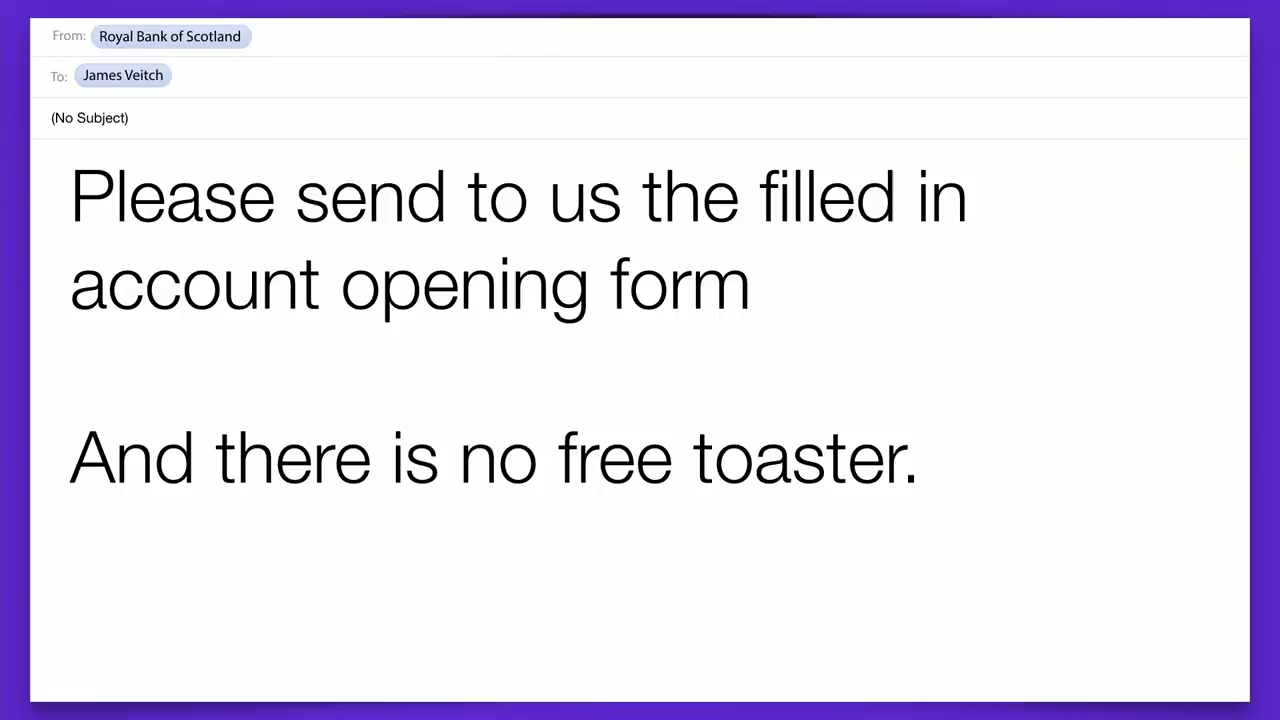 From: Royal Bank of Scotland
To: James Veitch
(No Subject)
Please send to us the filled in
account opening form
And there is no free toaster.